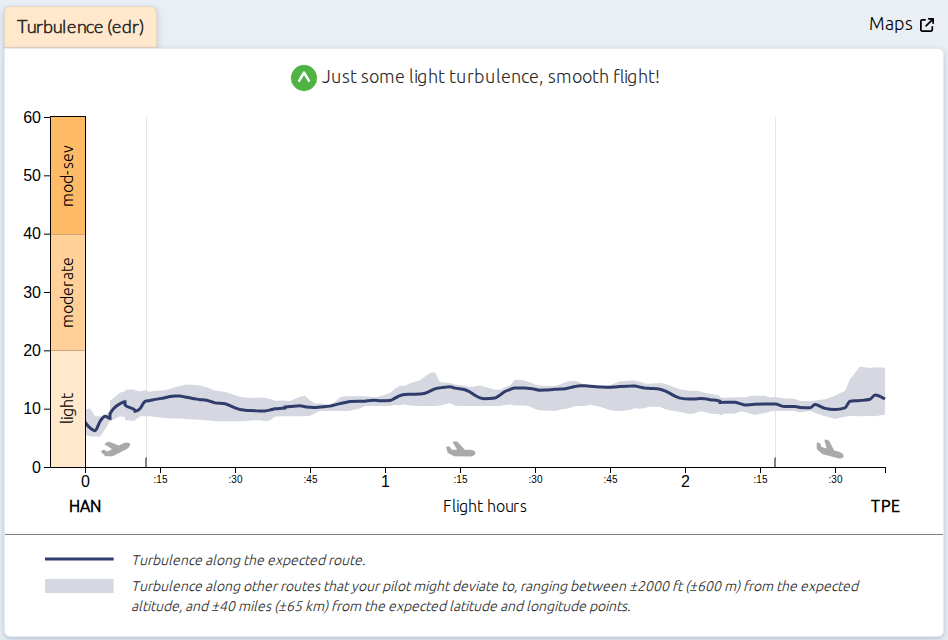 Turbulence (edr)
Maps
Just some light turbulence, smooth flight!
60
50
40
30
20
10
0
mod-sev
moderate
light
0 :15 :30 :45 1 :15 :30 :45 2 :15 :30
HAN Flight hours TPE
Turbulence along the expected route.
Turbulence along other routes that your pilot might deviate to, ranging between ±2000 ft (±600 m) from the expected
altitude, and ±40 miles (±65 km) from the expected latitude and longitude points.